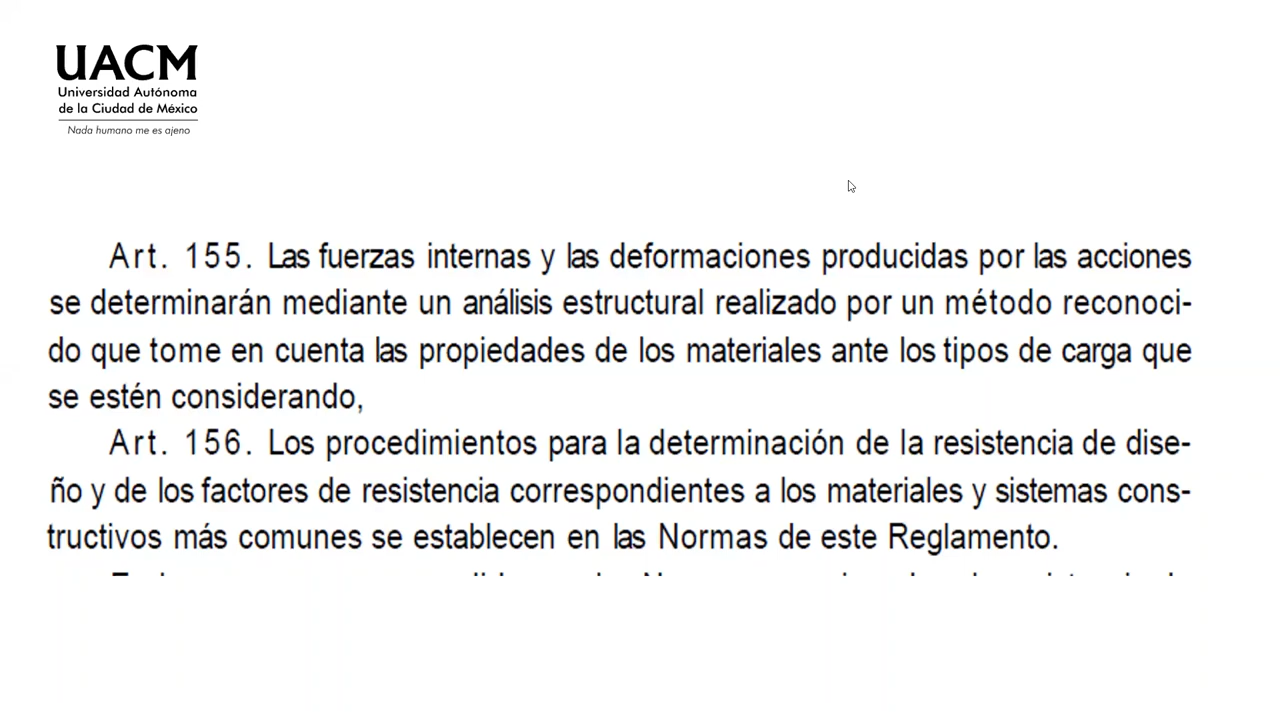 UACM
Universidad Autónoma
de la Ciudad de México
Nada humano me es ajeno
Art. 155. Las fuerzas internas y las deformaciones producidas por las acciones
se determinarán mediante un análisis estructural realizado por un método reconoci-
do que tome en cuenta las propiedades de los materiales ante los tipos de carga que
se estén considerando,
Art. 156. Los procedimientos para la determinación de la resistencia de dise-
ño y de los factores de resistencia correspondientes a los materiales y sistemas cons-
tructivos más comunes se establecen en las Normas de este Reglamento.